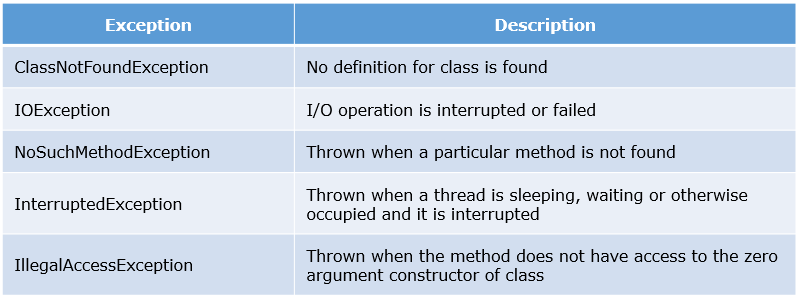 Exception Description
ClassNotFoundException No definition for class is found
IOException I/O operation is interrupted or failed
NoSuchMethodException Thrown when a particular method is not found
InterruptedException Thrown when a thread is sleeping, waiting or otherwise
occupied and it is interrupted
IllegalAccessException Thrown when the method does not have access to the zero
argument constructor of class